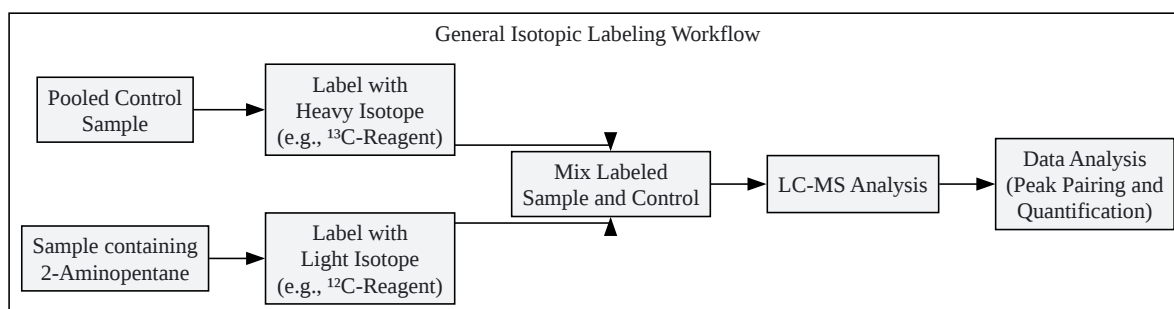 General Isotopic Labeling Workflow
Pooled Control
Sample
Label with
Heavy Isotope
(e.g., ¹³C-Reagent)
Sample containing
2-Aminopentane
Label with
Light Isotope
(e.g., ¹²C-Reagent)
Mix Labeled
Sample and Control
LC-MS Analysis
Data Analysis
(Peak Pairing and
Quantification)